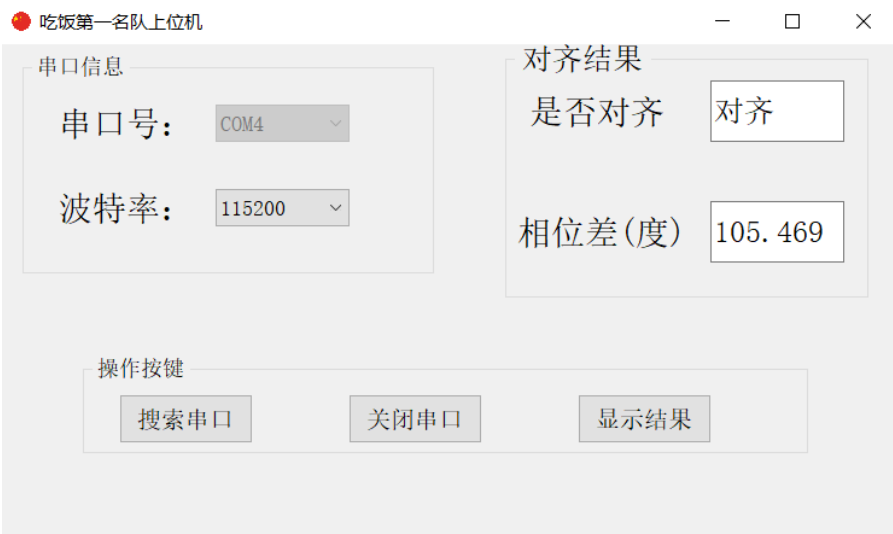 吃饭第一名队上位机
串口信息
串口号：
COM4
波特率：
115200
对齐结果
是否对齐
对齐
相位差(度)
105.469
操作按键
搜索串口
关闭串口
显示结果